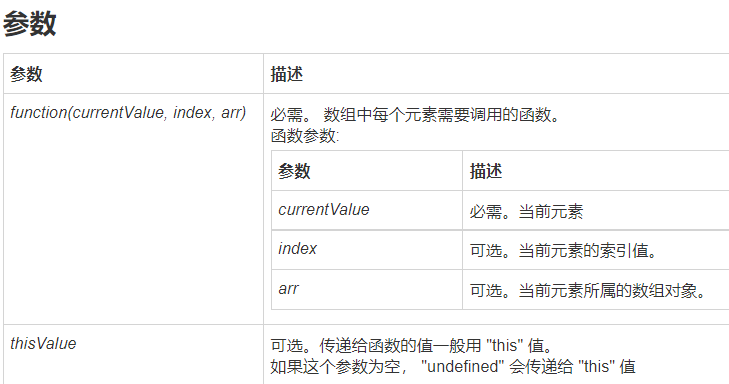 参数
参数 描述
function(currentValue, index, arr) 必需。 数组中每个元素需要调用的函数。
函数参数:
参数 描述
currentValue 必需。当前元素
index 可选。当前元素的索引值。
arr 可选。当前元素所属的数组对象。
thisValue 可选。传递给函数的值一般用 "this" 值。
如果这个参数为空， "undefined" 会传递给 "this" 值